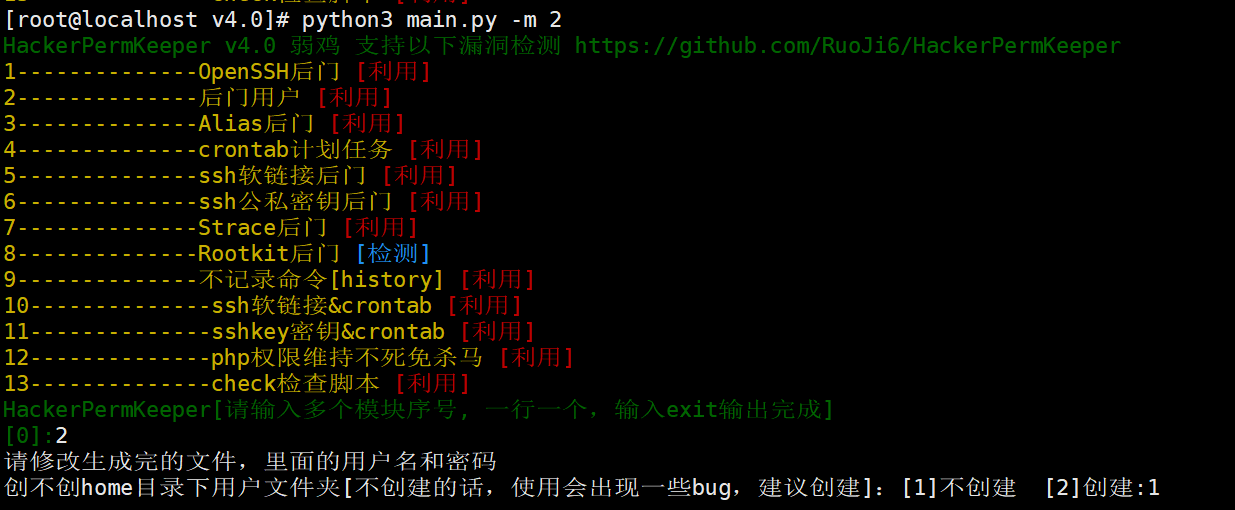 [root@localhost v4.0]# python3 main.py -m 2
HackerPermKeeper v4.0 弱鸡 支持以下漏洞检测 https://github.com/RuoJi6/HackerPermKeeper
1--------------OpenSSH后门 [利用]
2--------------后门用户 [利用]
3--------------Alias后门 [利用]
4--------------crontab计划任务 [利用]
5--------------ssh软链接后门 [利用]
6--------------ssh公私密钥后门 [利用]
7--------------Strace后门 [利用]
8--------------Rootkit后门 [检测]
9--------------不记录命令[history] [利用]
10--------------ssh软链接&crontab [利用]
11--------------sshkey密钥&crontab [利用]
12--------------php权限维持不死免杀马 [利用]
13--------------check检查脚本 [利用]
HackerPermKeeper[请输入多个模块序号, 一行一个，输入exit输出完成]
[0]:2
请修改生成完的文件，里面的用户名和密码
创不创home目录下用户文件夹[不创建的话，使用会出现一些bug，建议创建]：[1]不创建  [2]创建:1